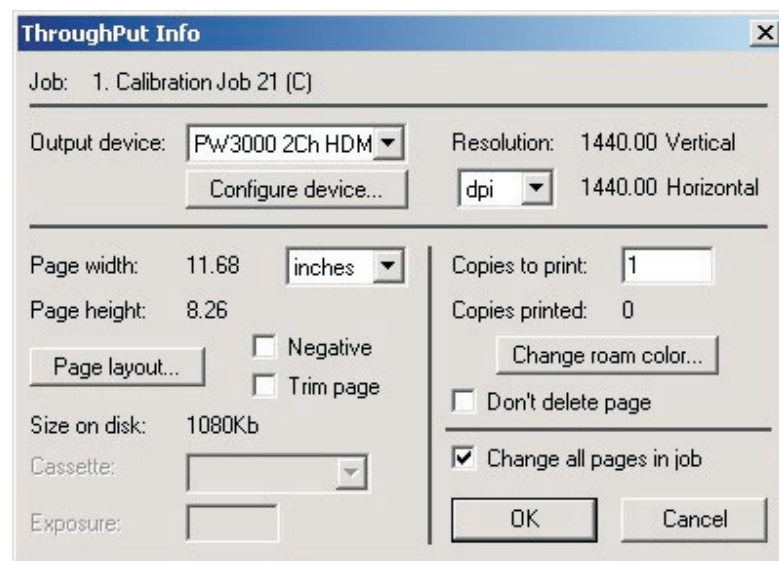 ThroughPut Info
Job: 1. Calibration Job 21 (C)
Output device: PW3000 2Ch HDM
Configure device...
Resolution: 1440.00 Vertical
dpi 1440.00 Horizontal
Page width: 11.68 inches
Page height: 8.26
Page layout...
Negative
Trim page
Size on disk: 1080Kb
Cassette:
Exposure:
Copies to print: 1
Copies printed: 0
Change roam color...
Don't delete page
Change all pages in job
OK Cancel